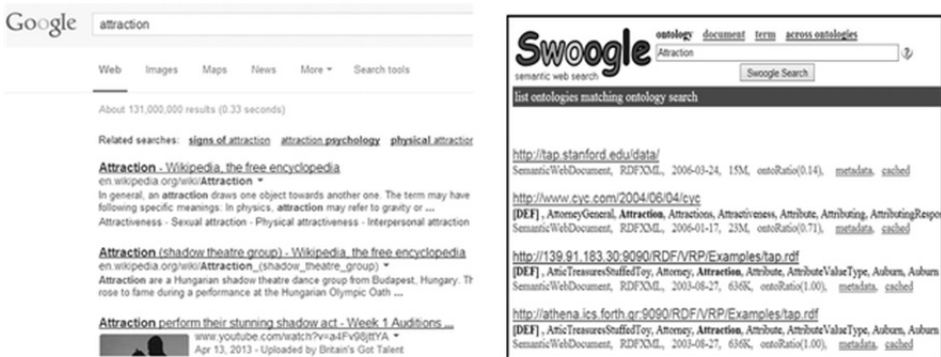 Google
attraction
Web Images Maps News More Search tools
About 131,000,000 results (0.33 seconds)
Related searches: signs of attraction attraction psychology physical attraction
Attraction - Wikipedia, the free encyclopedia
en.wikipedia.org/wiki/Attraction
In general, an attraction draws one object towards another one. The term may have
following specific meanings: In physics, attraction may refer to gravity or ...
Attractiveness - Sexual attraction - Physical attractiveness - Interpersonal attraction
Attraction (shadow theatre group) - Wikipedia, the free encyclopedia
en.wikipedia.org/wiki/Attraction_(shadow_theatre_group)
Attraction are a Hungarian shadow theatre dance group from Budapest, Hungary. Th
rose to fame during a performance at the Hungarian Olympic Oath ...
Attraction perform their stunning shadow act - Week 1 Auditions ...
www.youtube.com/watch?v=a4Fv98jttYA
Apr 13, 2013 - Uploaded by Britain's Got Talent
Swoogle
semantic web search
ontology document term across ontologies
Attraction
?
Swoogle Search
list ontologies matching ontology search
http://tap.stanford.edu/data/
SemanticWebDocument, RDFXML, 2006-03-24, 15M, ontoRatio(0.14), metadata, cached
http://www.cyc.com/2004/06/04/cyc
[DEF] , AttorneyGeneral, Attraction, Attractions, Attractiveness, Attribute, Attributing, AttributingRespo
SemanticWebDocument, RDFXML, 2006-01-17, 23M, ontoRatio(0.71), metadata, cached
http://139.91.183.30:9090/RDF/VRP/Examples/tap.rdf
[DEF] , AtticTreasuresStuffedToy, Attorney, Attraction, Attribute, AttributeValueType, Auburn, Auburn
SemanticWebDocument, RDFXML, 2003-08-27, 636K, ontoRatio(1.00), metadata, cached
http://athena.ics.forth.gr:9090/RDF/VRP/Examples/tap.rdf
[DEF] , AtticTreasuresStuffedToy, Attorney, Attraction, Attribute, AttributeValueType, Auburn, Auburn
SemanticWebDocument, RDFXML, 2003-08-27, 636K, ontoRatio(1.00), metadata, cached